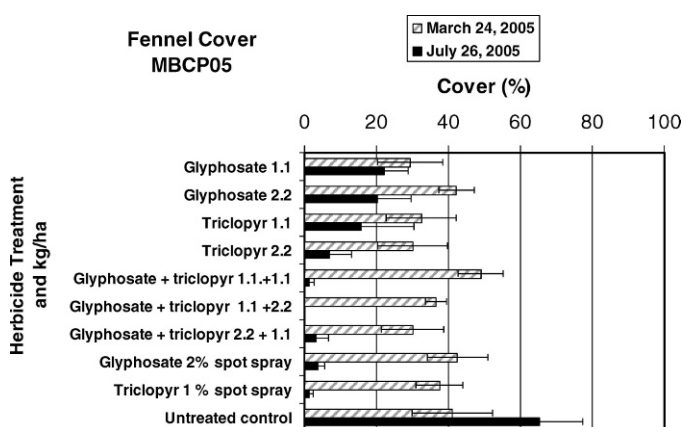 Fennel Cover
MBCP05
March 24, 2005
July 26, 2005
Cover (%)
0 20 40 60 80 100
Herbicide Treatment
and kg/ha
Glyphosate 1.1
Glyphosate 2.2
Triclopyr 1.1
Triclopyr 2.2
Glyphosate + triclopyr 1.1.+1.1
Glyphosate + triclopyr 1.1 +2.2
Glyphosate + triclopyr 2.2 + 1.1
Glyphosate 2% spot spray
Triclopyr 1 % spot spray
Untreated control